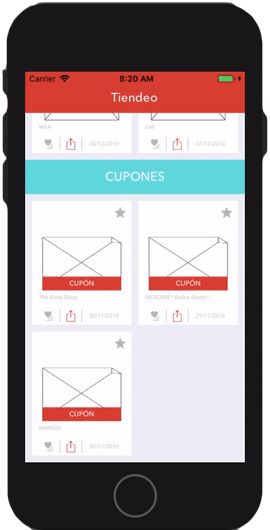 Carrier 8:20 AM
Tiendeo
IKEA Lidl
04/12/2016 07/12/2016
CUPONES
CUPÓN CUPÓN
The Body Shop NESCAFÉ® Dolce Gusto®
30/11/2016 29/11/2016
CUPÓN
MANGO
30/11/2016